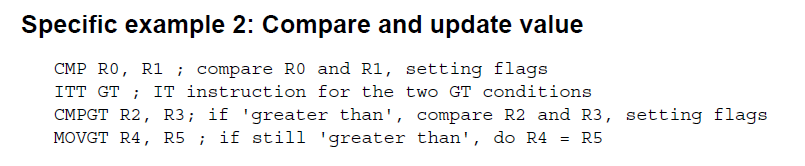 Specific example 2: Compare and update value
CMP R0, R1 ; compare R0 and R1, setting flags
ITT GT ; IT instruction for the two GT conditions
CMPGT R2, R3; if 'greater than', compare R2 and R3, setting flags
MOVGT R4, R5 ; if still 'greater than', do R4 = R5